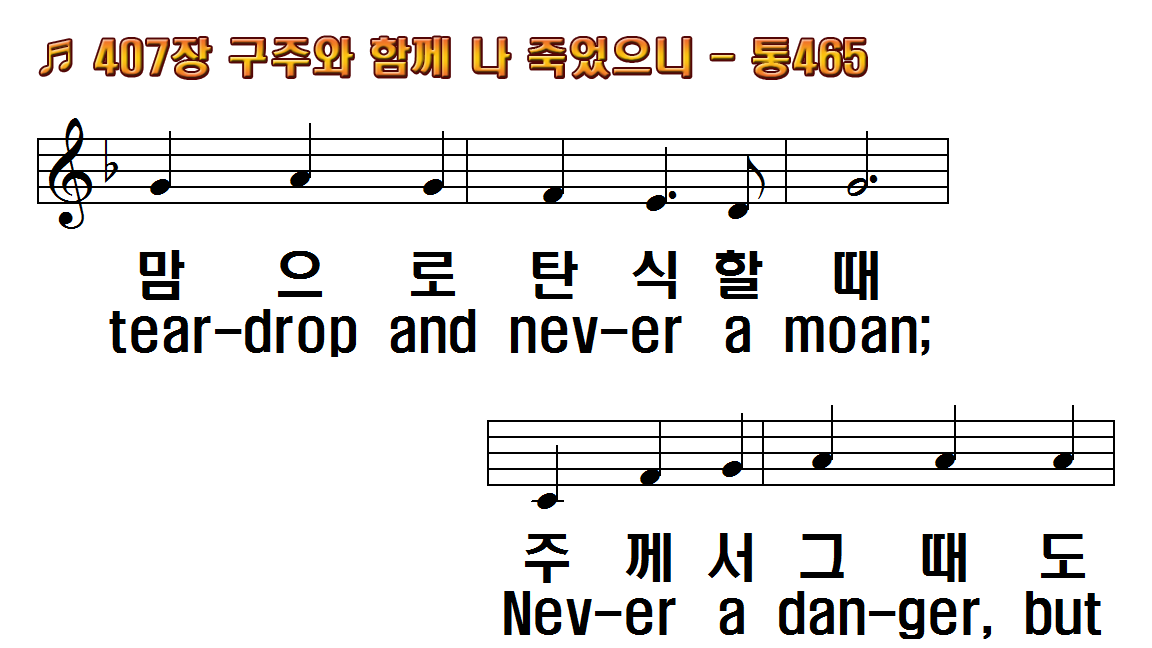 ♬ 407장 구주와 함께 나 죽었으니 - 통465
맘 으 로 탄 식 할 때
tear-drop and nev-er a moan;
주 께 서 그 때 도
Nev-er a dan-ger, but